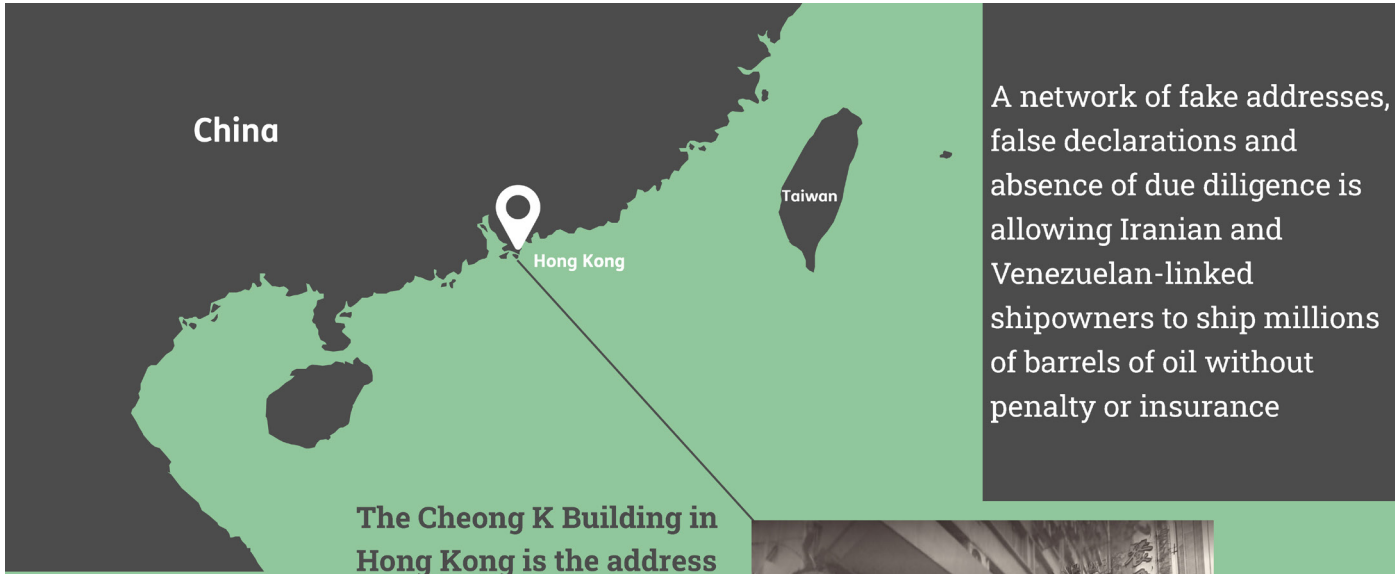 China
Taiwan
Hong Kong
A network of fake addresses,
false declarations and
absence of due diligence is
allowing Iranian and
Venezuelan-linked
shipowners to ship millions
of barrels of oil without
penalty or insurance
The Cheong K Building in
Hong Kong is the address